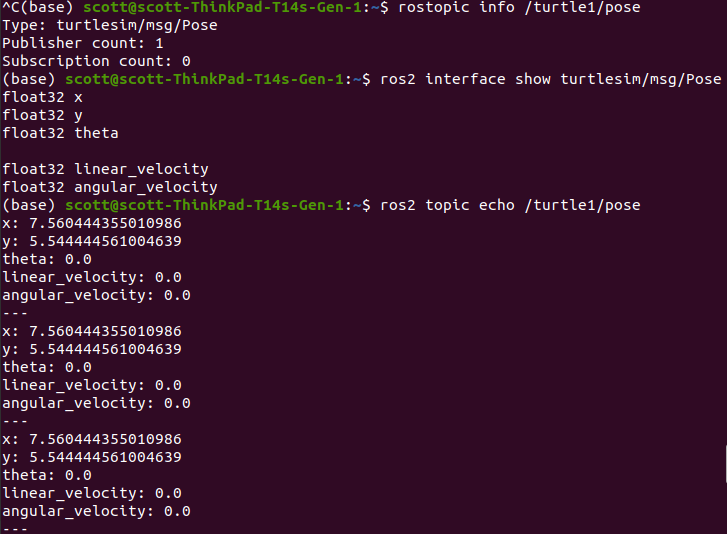 ^C(base) scott@scott-ThinkPad-T14s-Gen-1:~$ rostopic info /turtle1/pose
Type: turtlesim/msg/Pose
Publisher count: 1
Subscription count: 0
(base) scott@scott-ThinkPad-T14s-Gen-1:~$ ros2 interface show turtlesim/msg/Pose
float32 x
float32 y
float32 theta

float32 linear_velocity
float32 angular_velocity
(base) scott@scott-ThinkPad-T14s-Gen-1:~$ ros2 topic echo /turtle1/pose
x: 7.560444355010986
y: 5.544444561004639
theta: 0.0
linear_velocity: 0.0
angular_velocity: 0.0
---
x: 7.560444355010986
y: 5.544444561004639
theta: 0.0
linear_velocity: 0.0
angular_velocity: 0.0
---
x: 7.560444355010986
y: 5.544444561004639
theta: 0.0
linear_velocity: 0.0
angular_velocity: 0.0
---